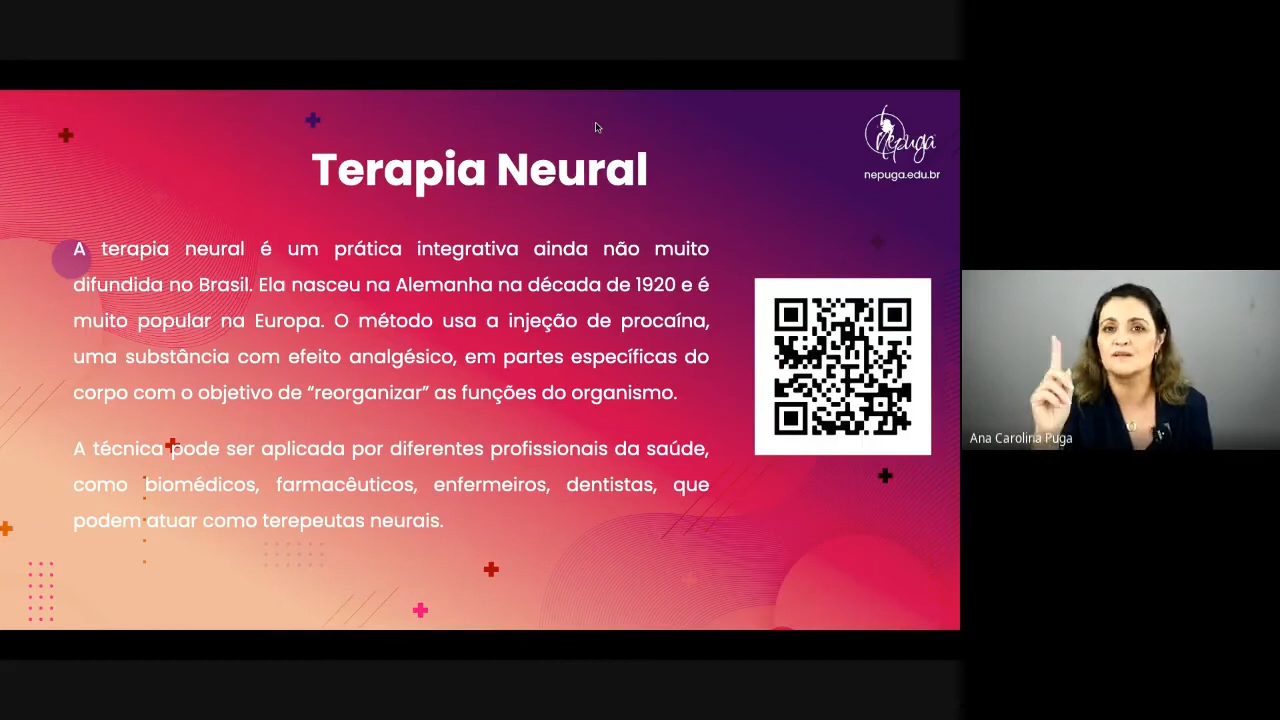 nepuga
nepuga.edu.br
Terapia Neural
A terapia neural é um prática integrativa ainda não muito
difundida no Brasil. Ela nasceu na Alemanha na década de 1920 e é
muito popular na Europa. O método usa a injeção de procaína,
uma substância com efeito analgésico, em partes específicas do
corpo com o objetivo de “reorganizar” as funções do organismo.
A técnica pode ser aplicada por diferentes profissionais da saúde,
como biomédicos, farmacêuticos, enfermeiros, dentistas, que
podem atuar como terepeutas neurais.
Ana Carolina Puga